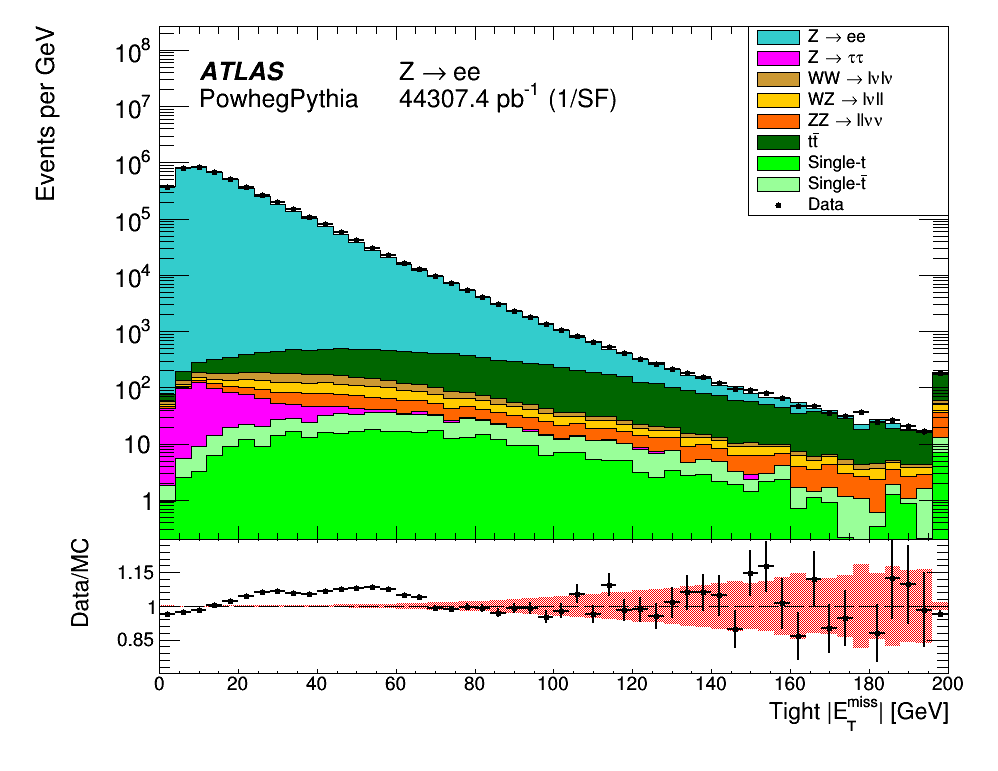 Events per GeV
10⁸
10⁷
10⁶
10⁵
10⁴
10³
10²
10
1
ATLAS
PowhegPythia
Z → ee
44307.4 pb⁻¹ (1/SF)
Z → ee
Z → ττ
WW → lνlν
WZ → lνll
ZZ → llνν
tt̄
Single-t
Single-t̄
Data
Data/MC
1.15
1
0.85
0 20 40 60 80 100 120 140 160 180 200
Tight |E_T^miss| [GeV]